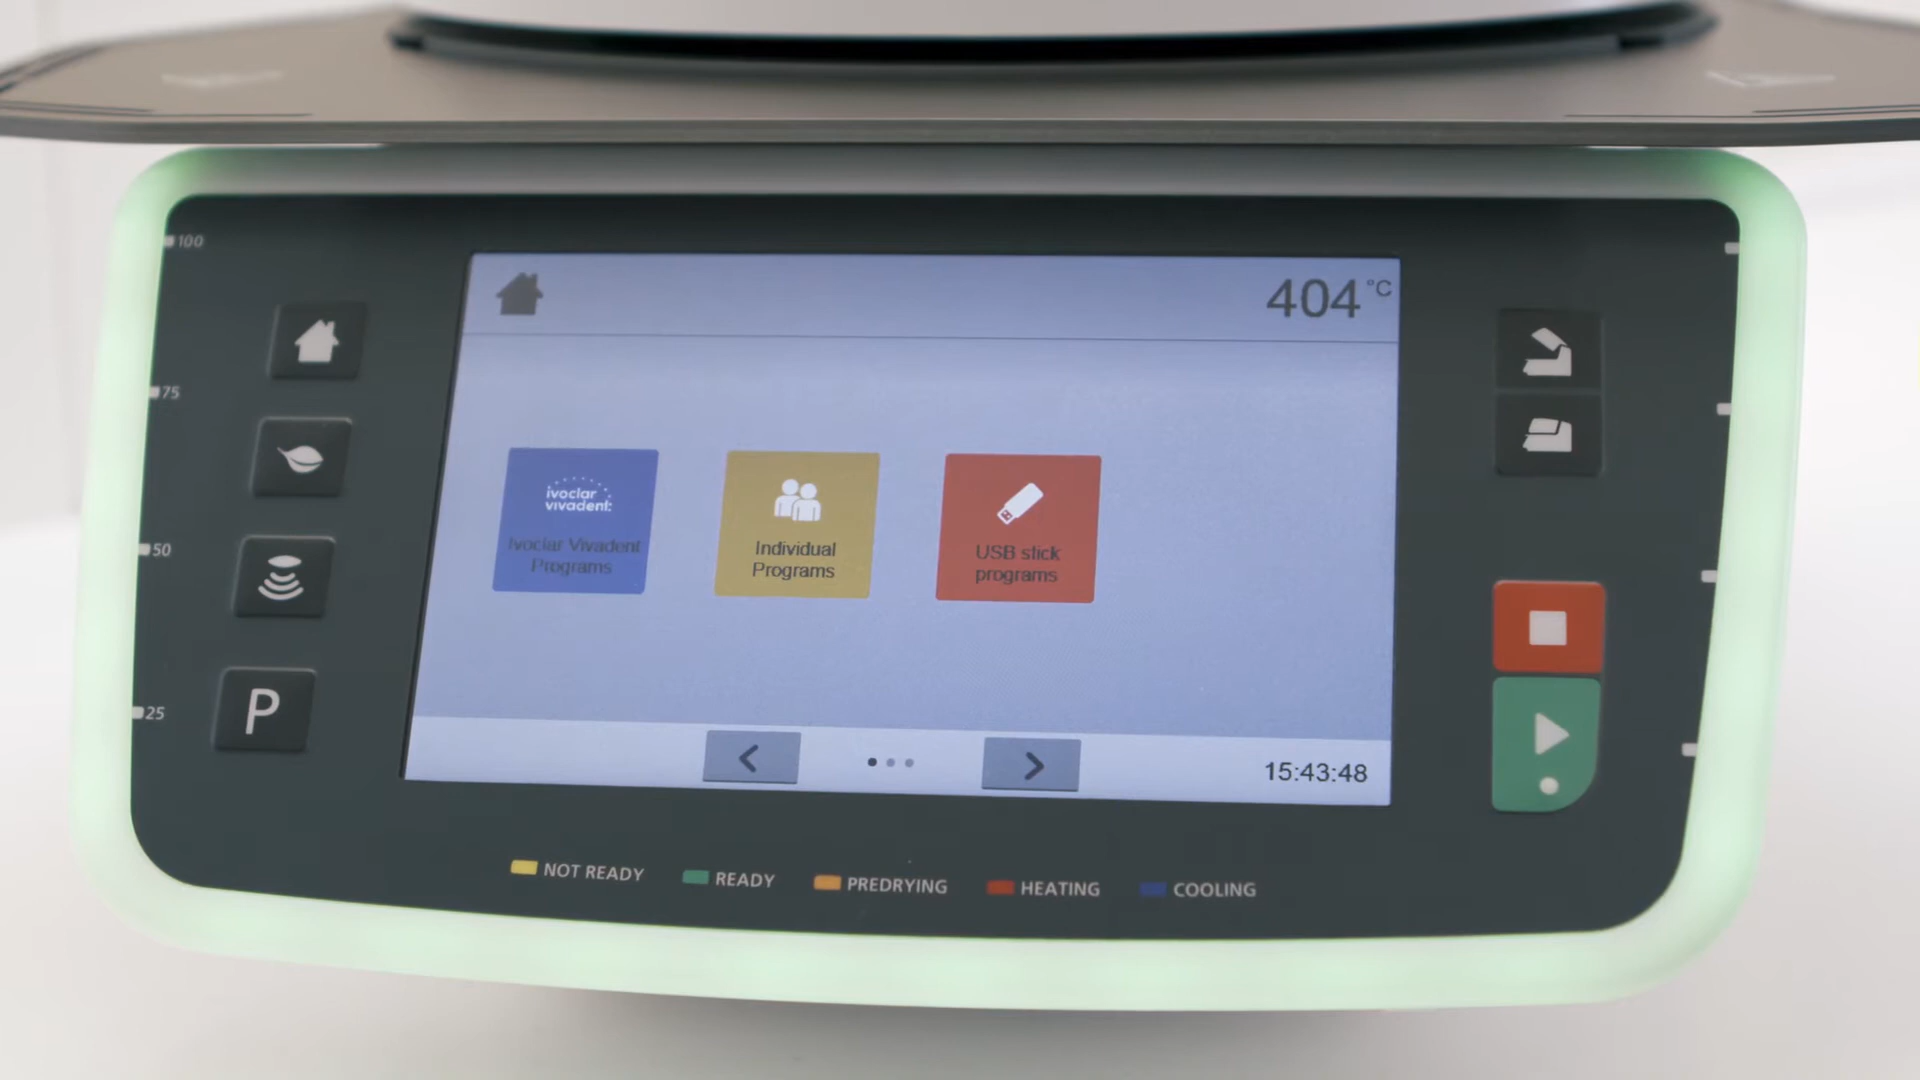 100
75
50
25
P
404 °C
ivoclar
vivadent:
Ivoclar Vivadent
Programs
Individual
Programs
USB stick
programs
<
>
15:43:48
NOT READY
READY
PREDRYING
HEATING
COOLING